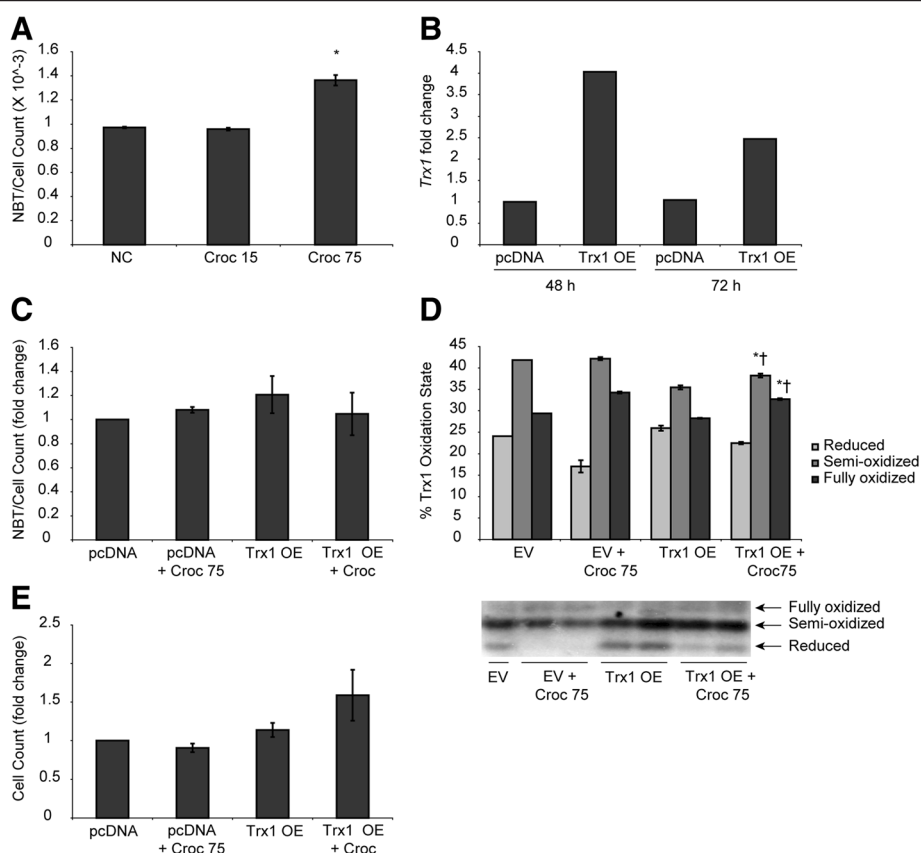 A
NBT/Cell Count (X 10^-3)
1.6
1.4
1.2
1
0.8
0.6
0.4
0.2
0
*
NC Croc 15 Croc 75
B
Trx1 fold change
4.5
4
3.5
3
2.5
2
1.5
1
0.5
0
pcDNA Trx1 OE pcDNA Trx1 OE
48 h 72 h
C
NBT/Cell Count (fold change)
1.6
1.4
1.2
1
0.8
0.6
0.4
0.2
0
pcDNA pcDNA Trx1 OE Trx1 OE
+ Croc 75 + Croc
D
% Trx1 Oxidation State
45
40
35
30
25
20
15
10
5
0
*†
*†
Reduced
Semi-oxidized
Fully oxidized
EV EV + Trx1 OE Trx1 OE +
Croc 75 Croc75
Fully oxidized
Semi-oxidized
Reduced
EV EV + Trx1 OE Trx1 OE +
Croc 75 Croc 75
E
Cell Count (fold change)
2.5
2
1.5
1
0.5
0
pcDNA pcDNA Trx1 OE Trx1 OE
+ Croc 75 + Croc